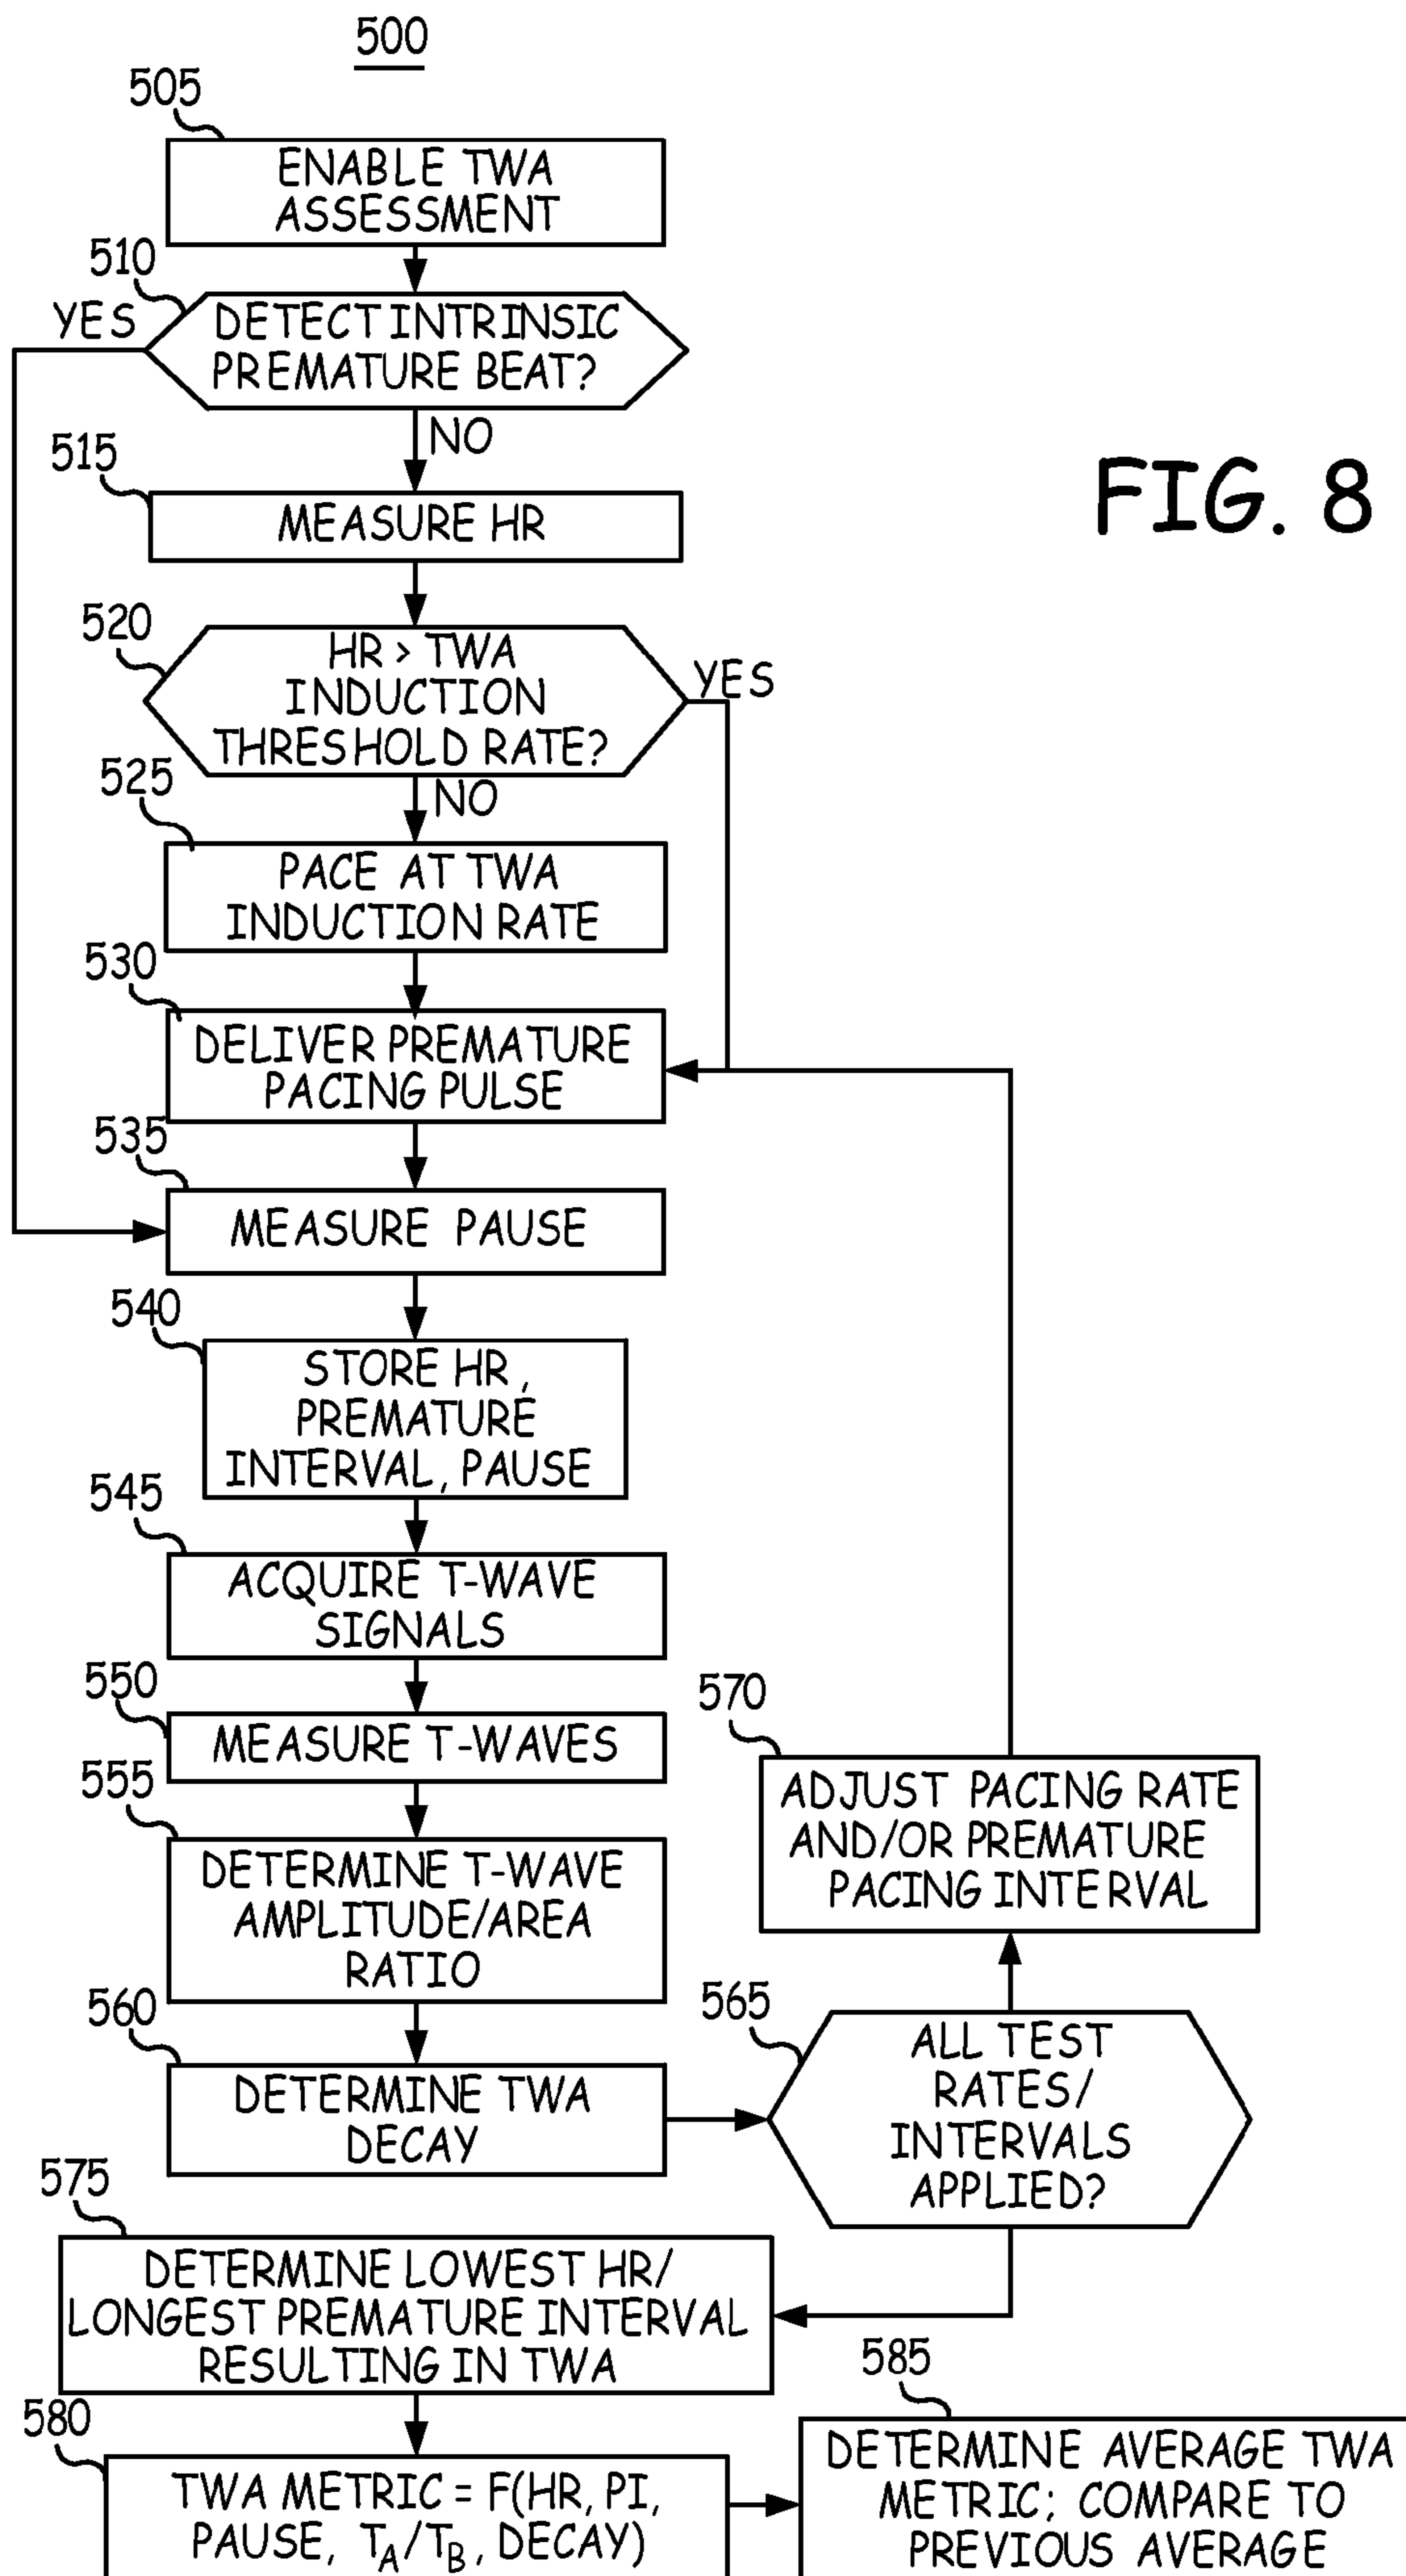 500
505
ENABLE TWA
ASSESSMENT
510
YES
DETECT INTRINSIC
PREMATURE BEAT?
NO
515
MEASURE HR
FIG. 8
520
HR > TWA
INDUCTION
THRESHOLD RATE?
YES
NO
525
PACE AT TWA
INDUCTION RATE
530
DELIVER PREMATURE
PACING PULSE
535
MEASURE PAUSE
540
STORE HR,
PREMATURE
INTERVAL, PAUSE
545
ACQUIRE T-WAVE
SIGNALS
550
MEASURE T-WAVES
555
DETERMINE T-WAVE
AMPLITUDE/AREA
RATIO
560
DETERMINE TWA
DECAY
565
ALL TEST
RATES/
INTERVALS
APPLIED?
570
ADJUST PACING RATE
AND/OR PREMATURE
PACING INTERVAL
575
DETERMINE LOWEST HR/
LONGEST PREMATURE INTERVAL
RESULTING IN TWA
580
TWA METRIC = F(HR, PI,
PAUSE, TA/TB, DECAY)
585
DETERMINE AVERAGE TWA
METRIC; COMPARE TO
PREVIOUS AVERAGE